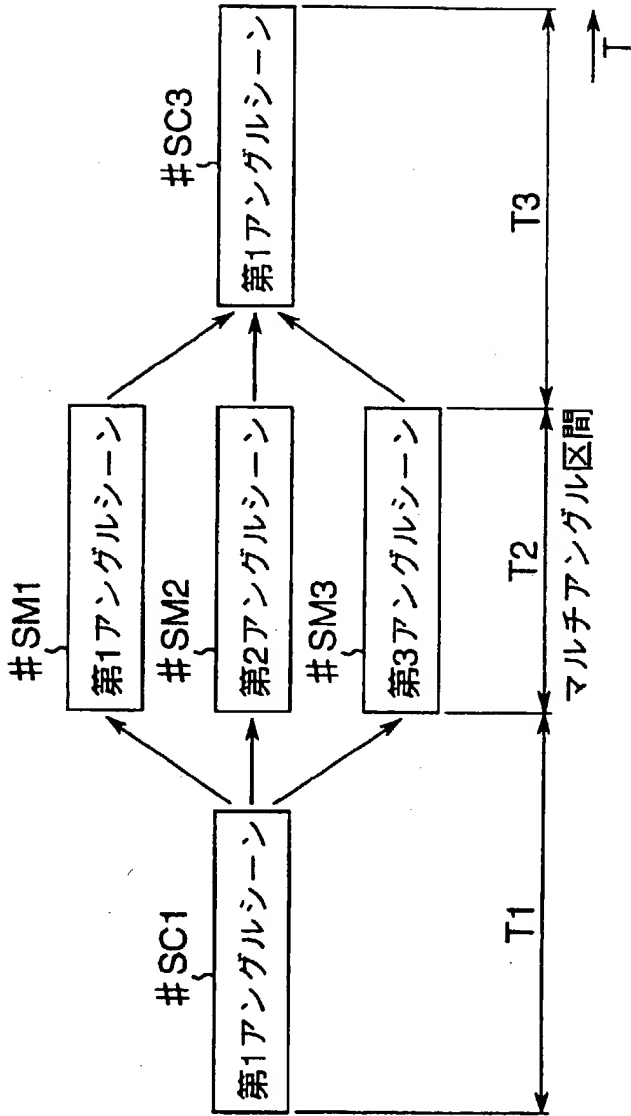 #SC1
第1アングルシーン
#SM1
第1アングルシーン
#SM2
第2アングルシーン
#SM3
第3アングルシーン
#SC3
第1アングルシーン
T1
T2
T3
マルチアングル区間
T